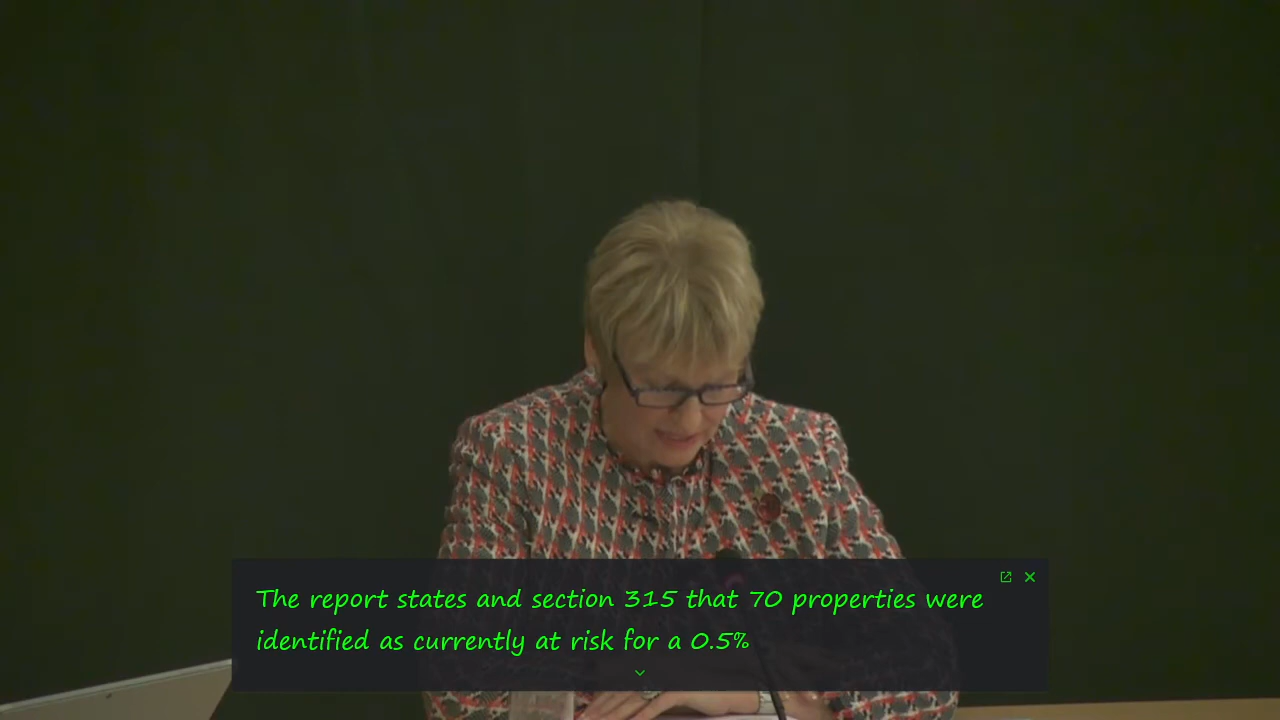 The report states and section 315 that 70 properties were
identified as currently at risk for a 0.5%